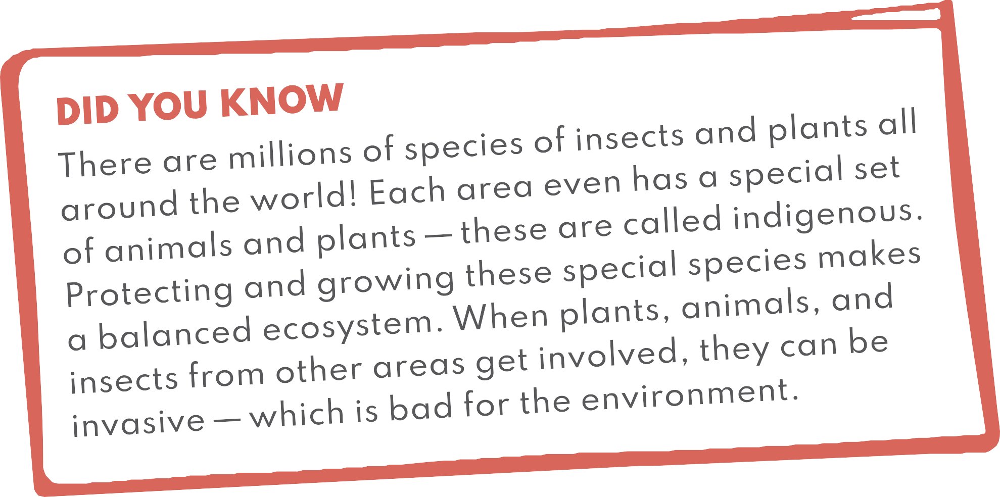 DID YOU KNOW
There are millions of species of insects and plants all
around the world! Each area even has a special set
of animals and plants — these are called indigenous.
Protecting and growing these special species makes
a balanced ecosystem. When plants, animals, and
insects from other areas get involved, they can be
invasive — which is bad for the environment.